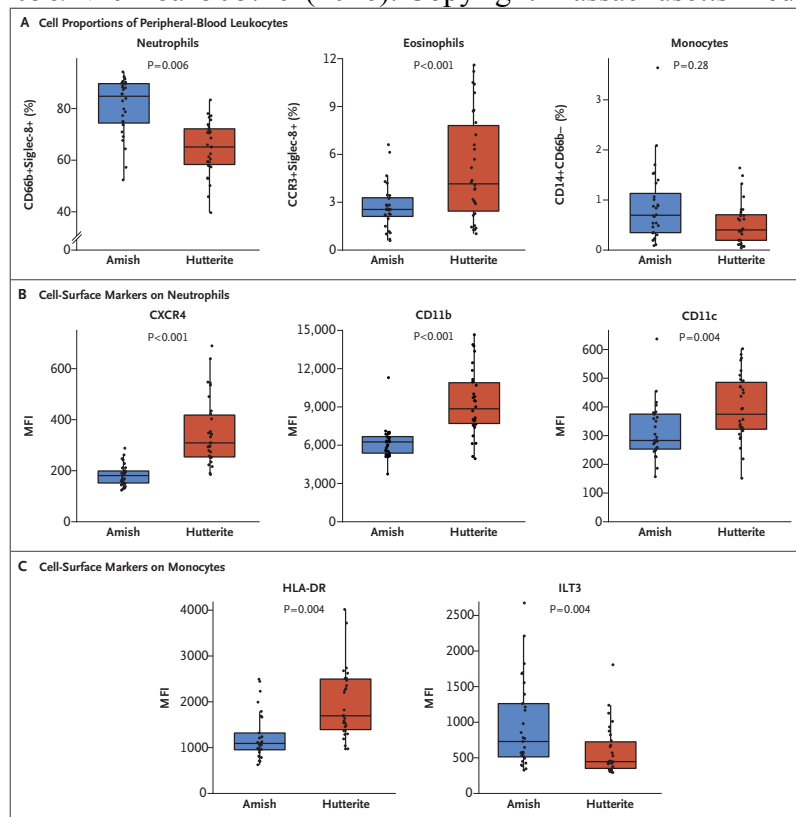 A Cell Proportions of Peripheral-Blood Leukocytes
Neutrophils
P=0.006
CD66b+Siglec-8+ (%)
80
60
40
0
Amish
Hutterite
Eosinophils
P<0.001
CCR3+Siglec-8+ (%)
12
9
6
3
0
Amish
Hutterite
Monocytes
P=0.28
CD14+CD66b− (%)
3
2
1
0
Amish
Hutterite
B Cell-Surface Markers on Neutrophils
CXCR4
P<0.001
MFI
600
400
200
0
Amish
Hutterite
CD11b
P<0.001
MFI
15,000
12,000
9,000
6,000
3,000
0
Amish
Hutterite
CD11c
P=0.004
MFI
600
500
400
300
200
100
0
Amish
Hutterite
C Cell-Surface Markers on Monocytes
HLA-DR
P=0.004
MFI
4000
3000
2000
1000
0
Amish
Hutterite
ILT3
P=0.004
MFI
2500
2000
1500
1000
500
0
Amish
Hutterite